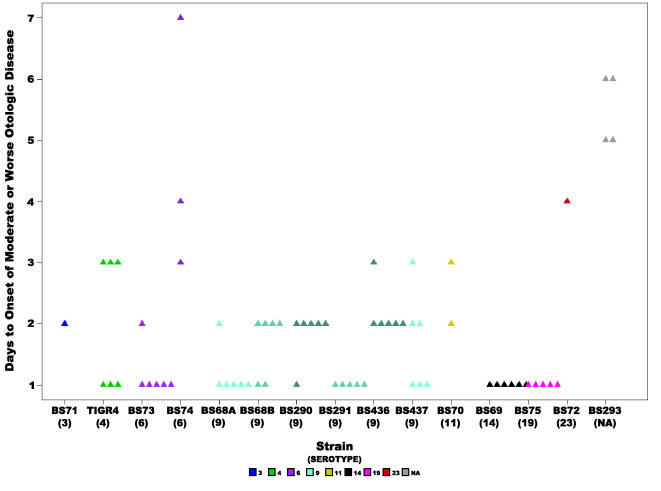 Days to Onset of Moderate or Worse Otologic Disease
7
6
5
4
3
2
1
BS71 TIGR4 BS73 BS74 BS68A BS68B BS290 BS291 BS436 BS437 BS70 BS69 BS75 BS72 BS293
(3) (4) (6) (6) (9) (9) (9) (9) (9) (9) (11) (14) (19) (23) (NA)
Strain
(SEROTYPE)
3 4 6 9 11 14 19 23 NA